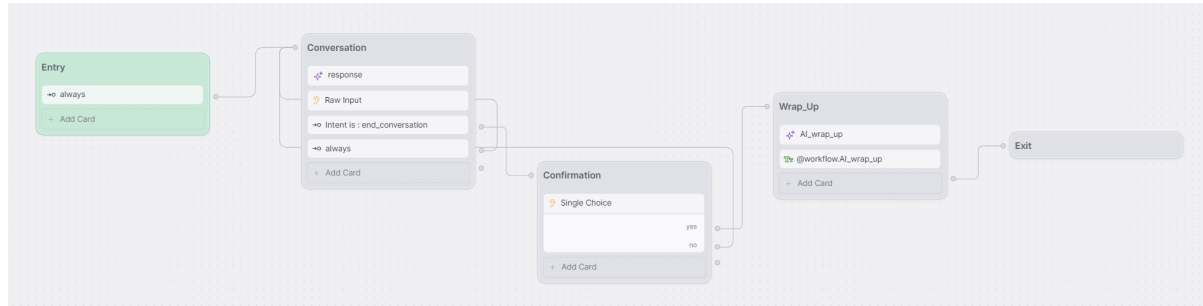 Entry
always
+ Add Card
Conversation
response
Raw Input
Intent is : end_conversation
always
+ Add Card
Confirmation
Single Choice
yes
no
+ Add Card
Wrap_Up
AI_wrap_up
@workflow.AI_wrap_up
+ Add Card
Exit